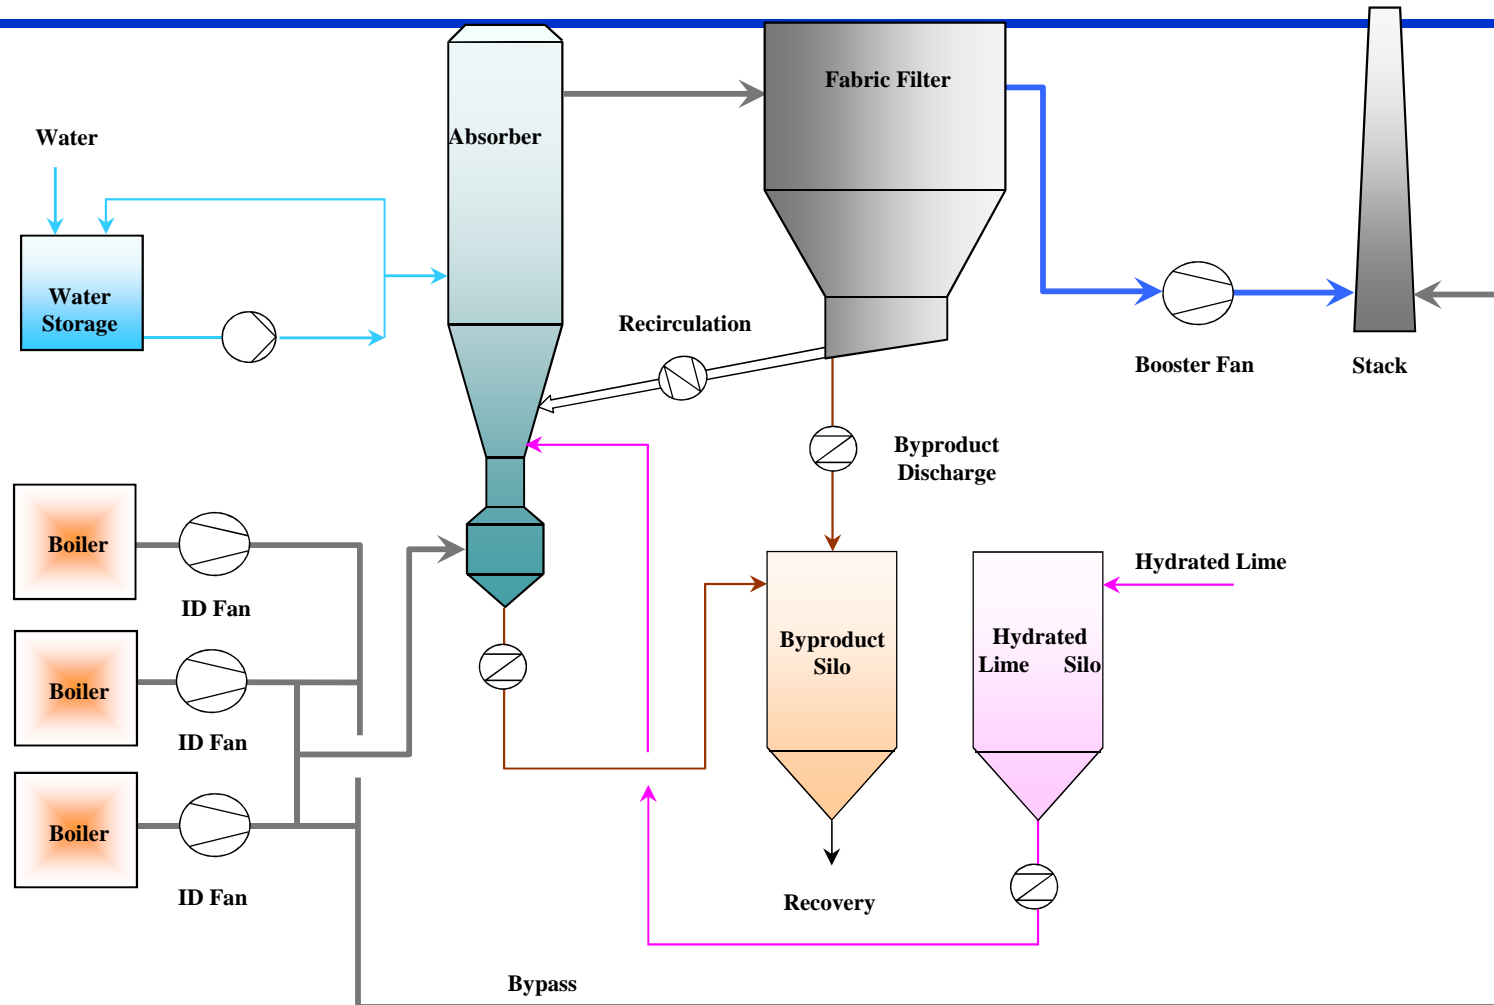 Fabric Filter
Absorber
Water
Water
Storage
Recirculation
Booster Fan
Stack
Byproduct
Discharge
Boiler
ID Fan
Hydrated Lime
Byproduct
Silo
Hydrated
Lime Silo
Boiler
ID Fan
Boiler
ID Fan
Recovery
Bypass